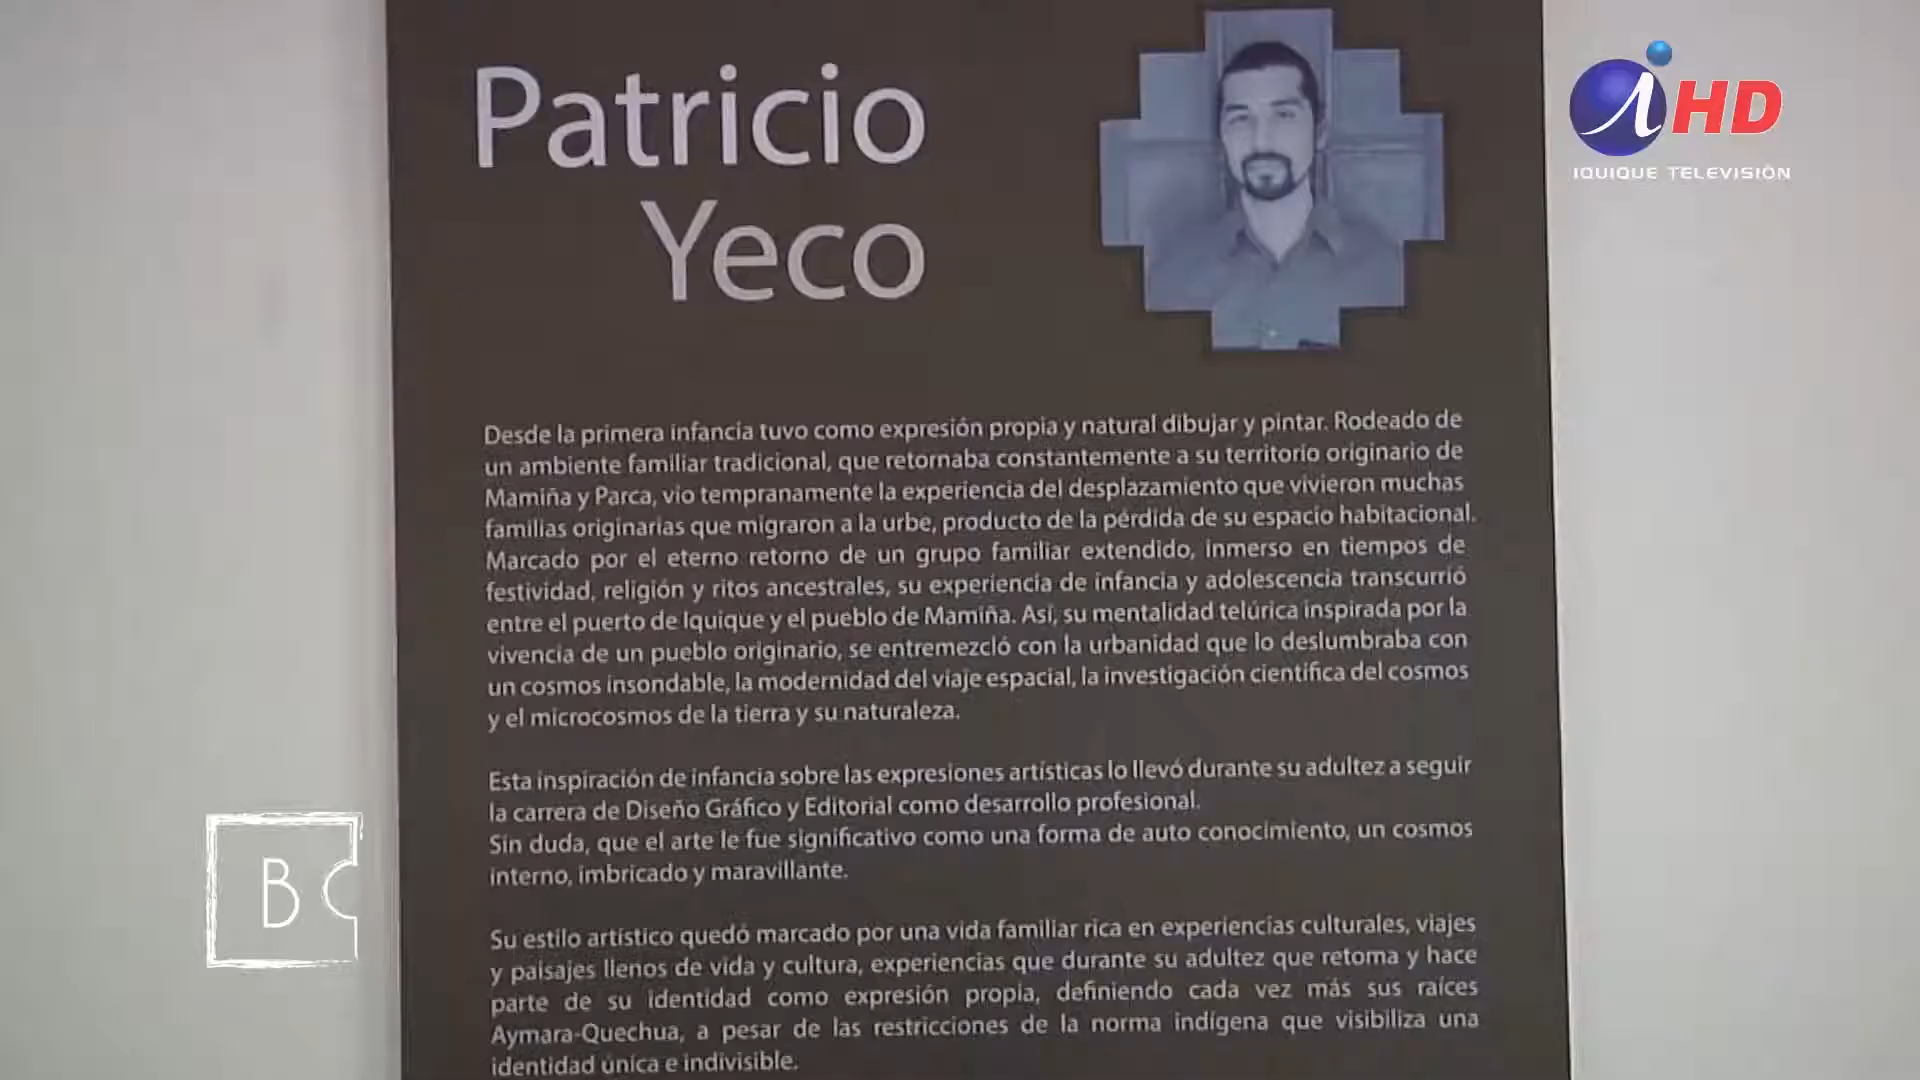 Patricio
Yeco
HD
IQUIQUE TELEVISIÓN
Desde la primera infancia tuvo como expresión propia y natural dibujar y pintar. Rodeado de
un ambiente familiar tradicional, que retornaba constantemente a su territorio originario de
Mamiña y Parca, vio tempranamente la experiencia del desplazamiento que vivieron muchas
familias originarias que migraron a la urbe, producto de la pérdida de su espacio habitacional.
Marcado por el eterno retorno de un grupo familiar extendido, inmerso en tiempos de
festividad, religión y ritos ancestrales, su experiencia de infancia y adolescencia transcurrió
entre el puerto de Iquique y el pueblo de Mamiña. Así, su mentalidad telúrica inspirada por la
vivencia de un pueblo originario, se entremezcló con la urbanidad que lo deslumbraba con
un cosmos insondable, la modernidad del viaje espacial, la investigación científica del cosmos
y el microcosmos de la tierra y su naturaleza.
Esta inspiración de infancia sobre las expresiones artísticas lo llevó durante su adultez a seguir
la carrera de Diseño Gráfico y Editorial como desarrollo profesional.
Sin duda, que el arte le fue significativo como una forma de auto conocimiento, un cosmos
interno, imbricado y maravillante.
Su estilo artístico quedó marcado por una vida familiar rica en experiencias culturales, viajes
y paisajes llenos de vida y cultura, experiencias que durante su adultez que retoma y hace
parte de su identidad como expresión propia, definiendo cada vez más sus raíces
Aymara-Quechua, a pesar de las restricciones de la norma indígena que visibiliza una
identidad única e indivisible.
B